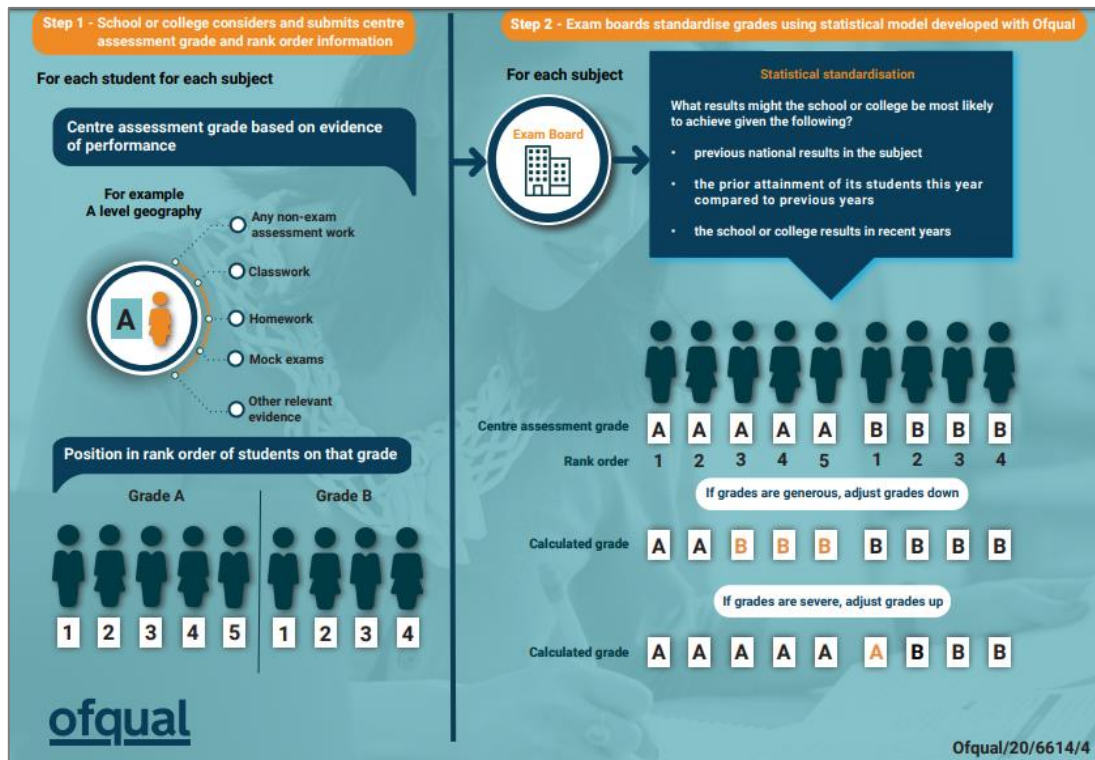 Step 1 - School or college considers and submits centre
assessment grade and rank order information
For each student for each subject
Centre assessment grade based on evidence
of performance
For example
A level geography
A
Any non-exam
assessment work
Classwork
Homework
Mock exams
Other relevant
evidence
Position in rank order of students on that grade
Grade A
Grade B
1 2 3 4 5 1 2 3 4
ofqual
Step 2 - Exam boards standardise grades using statistical model developed with Ofqual
For each subject
Exam Board
Statistical standardisation
What results might the school or college be most likely
to achieve given the following?
• previous national results in the subject
• the prior attainment of its students this year
compared to previous years
• the school or college results in recent years
Centre assessment grade A A A A A B B B B
Rank order 1 2 3 4 5 1 2 3 4
If grades are generous, adjust grades down
Calculated grade A A B B B B B B B
If grades are severe, adjust grades up
Calculated grade A A A A A A B B B
Ofqual/20/6614/4